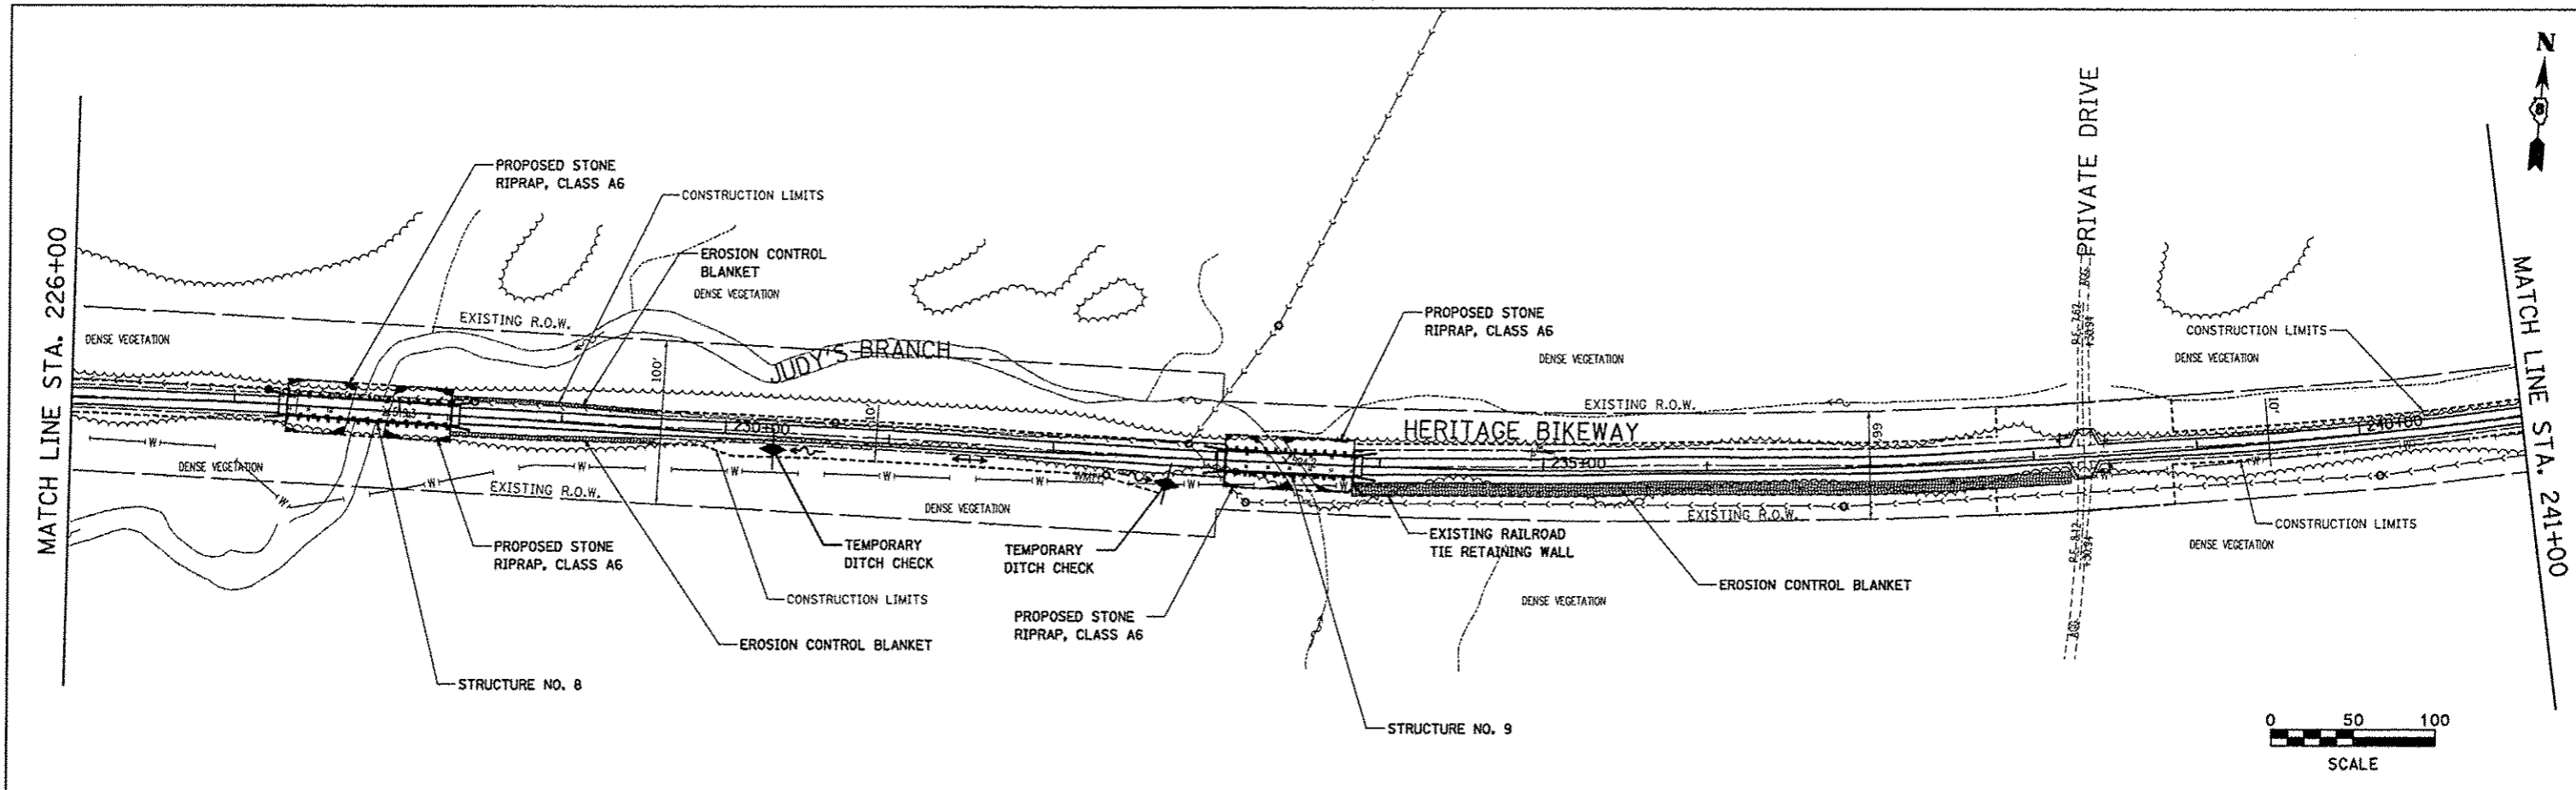 N
PRIVATE DRIVE
PROPOSED STONE
RIPRAP, CLASS A6
CONSTRUCTION LIMITS
EROSION CONTROL
BLANKET
DENSE VEGETATION
MATCH LINE STA. 226+00
EXISTING R.O.W.
DENSE VEGETATION
JUDY'S BRANCH
100'
10'
PROPOSED STONE
RIPRAP, CLASS A6
DENSE VEGETATION
EXISTING R.O.W.
CONSTRUCTION LIMITS
DENSE VEGETATION
MATCH LINE STA. 241+00
10'
66'
HERITAGE BIKEWAY
230+00
235+00
240+00
W
W
W
W
W
W
W
W
W
W
DENSE VEGETATION
EXISTING R.O.W.
DENSE VEGETATION
EXISTING R.O.W.
PROPOSED STONE
RIPRAP, CLASS A6
TEMPORARY
DITCH CHECK
TEMPORARY
DITCH CHECK
EXISTING RAILROAD
TIE RETAINING WALL
CONSTRUCTION LIMITS
DENSE VEGETATION
CONSTRUCTION LIMITS
EROSION CONTROL BLANKET
DENSE VEGETATION
PROPOSED STONE
RIPRAP, CLASS A6
EROSION CONTROL BLANKET
STRUCTURE NO. 8
STRUCTURE NO. 9
0 50 100
SCALE